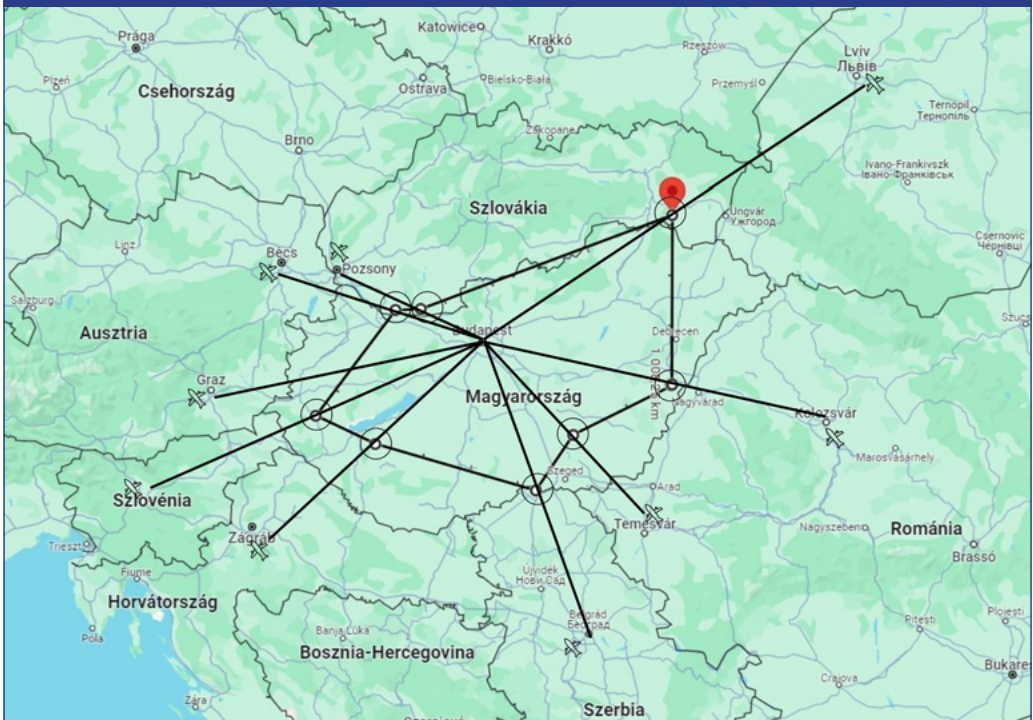 Katowice
Prága
Krakkó
Rzeszów
Lviv
Львів
Plzeň
Csehország
Ostrava
Bielsko-Biała
Przemyśl
Ternopil
Тернопіль
Brno
Zakopane
Ivano-Frankivszk
Івано-Франківськ
Szlovákia
Ungvár
Ужгород
Csernovic
Чернівці
Linz
Bécs
Pozsony
Salzburg
Ausztria
Budapest
Debrecen
Szuc
Graz
Magyarország
Nagyvárad
Kolozsvár
Marosvásárhely
Szeged
Arad
Szlovénia
Temesvár
Nagyszeben
Románia
Zágráb
Brassó
Trieszt
Fiume
Újvidék
Нови Сад
Horvátország
Belgrád
Београд
Ploiești
Pitești
Póla
Banja Luka
Bosznia-Hercegovina
Bukares
Craiova
Zára
Szerbia